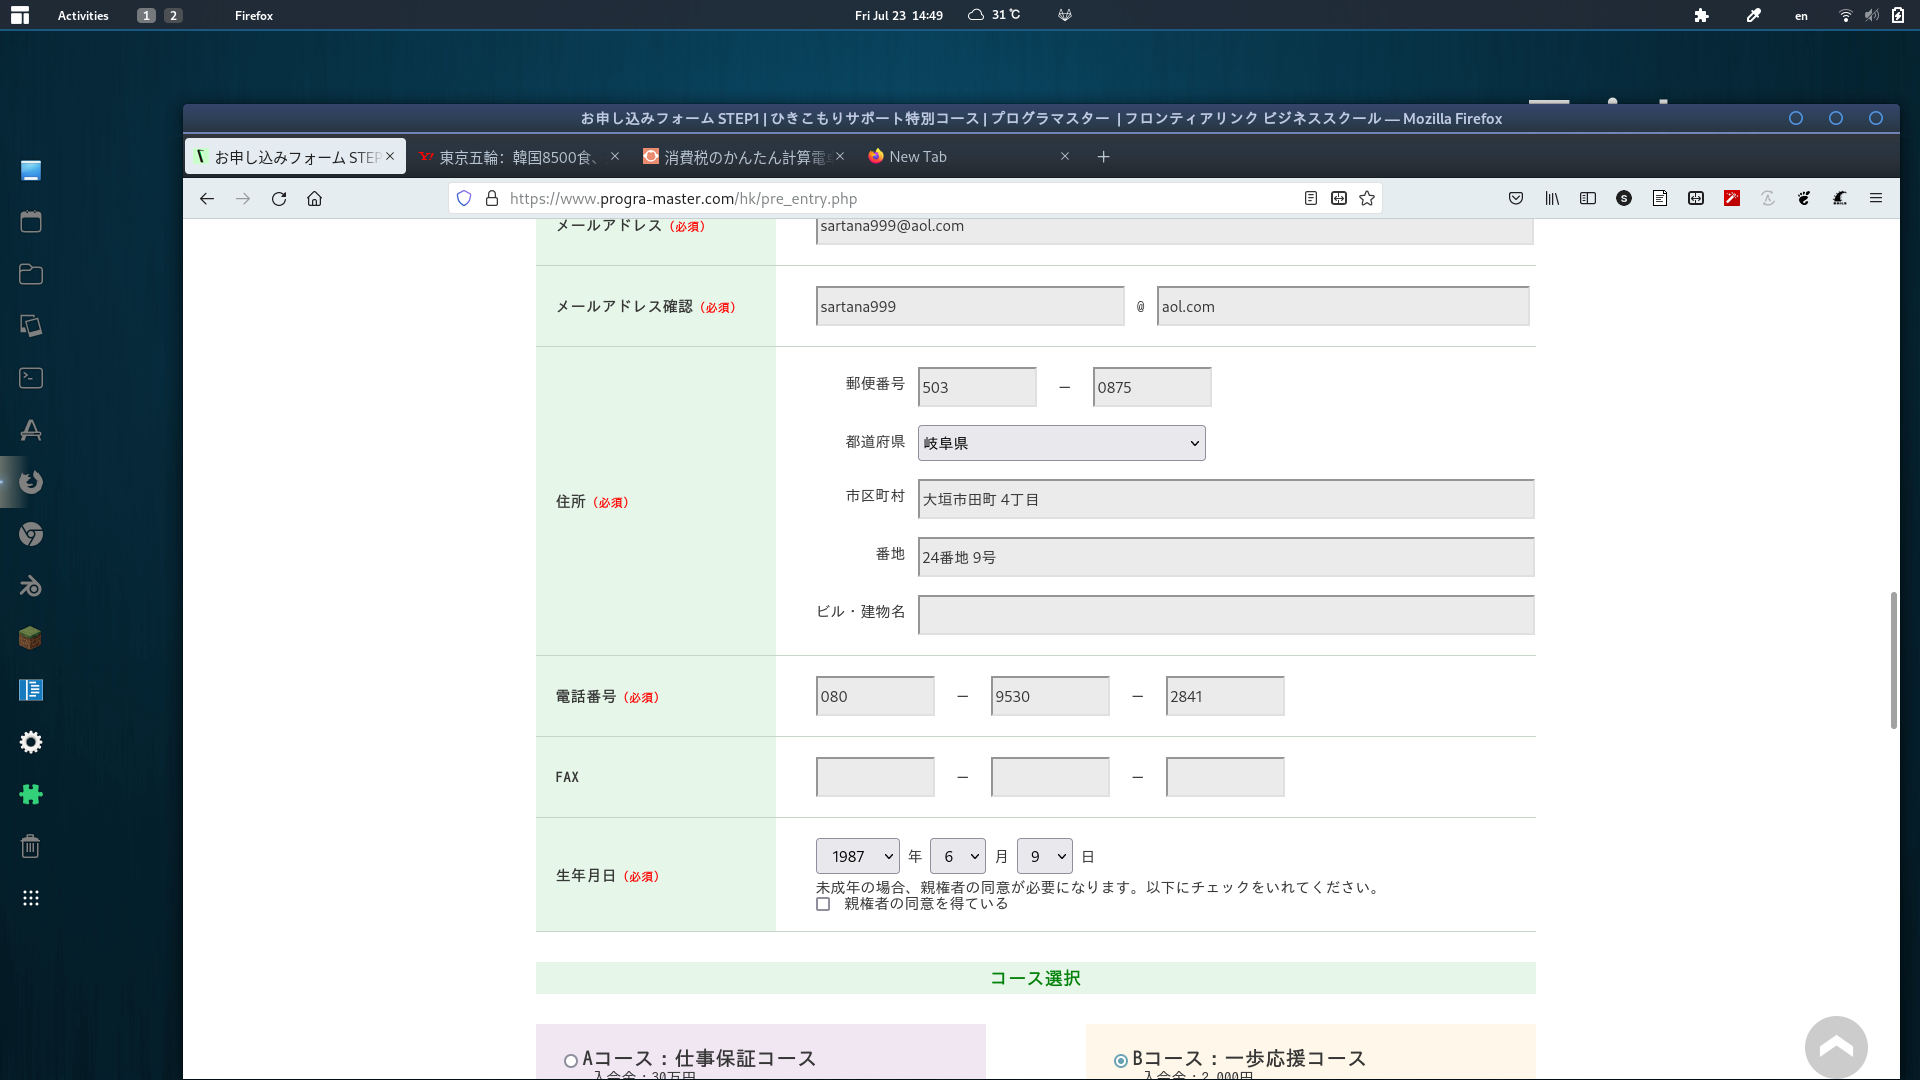 Activities 1 2 Firefox Fri Jul 23 14:49 31 ℃ en
お申し込みフォーム STEP1 | ひきこもりサポート特別コース | プログラマスター | フロンティアリンク ビジネススクール — Mozilla Firefox
お申し込みフォーム STEP 東京五輪：韓国8500食、 消費税のかんたん計算電卓 New Tab
https://www.progra-master.com/hk/pre_entry.php
メールアドレス（必須） sartana999@aol.com
メールアドレス確認（必須） sartana999 @ aol.com
郵便番号 503 － 0875
都道府県 岐阜県
市区町村 大垣市田町 4丁目
住所（必須）
番地 24番地 9号
ビル・建物名
電話番号（必須） 080 － 9530 － 2841
FAX － －
1987 年 6 月 9 日
生年月日（必須）
未成年の場合、親権者の同意が必要になります。以下にチェックをいれてください。
親権者の同意を得ている
コース選択
Aコース：仕事保証コース Bコース：一歩応援コース
入会金：30万円 入会金：2,000円